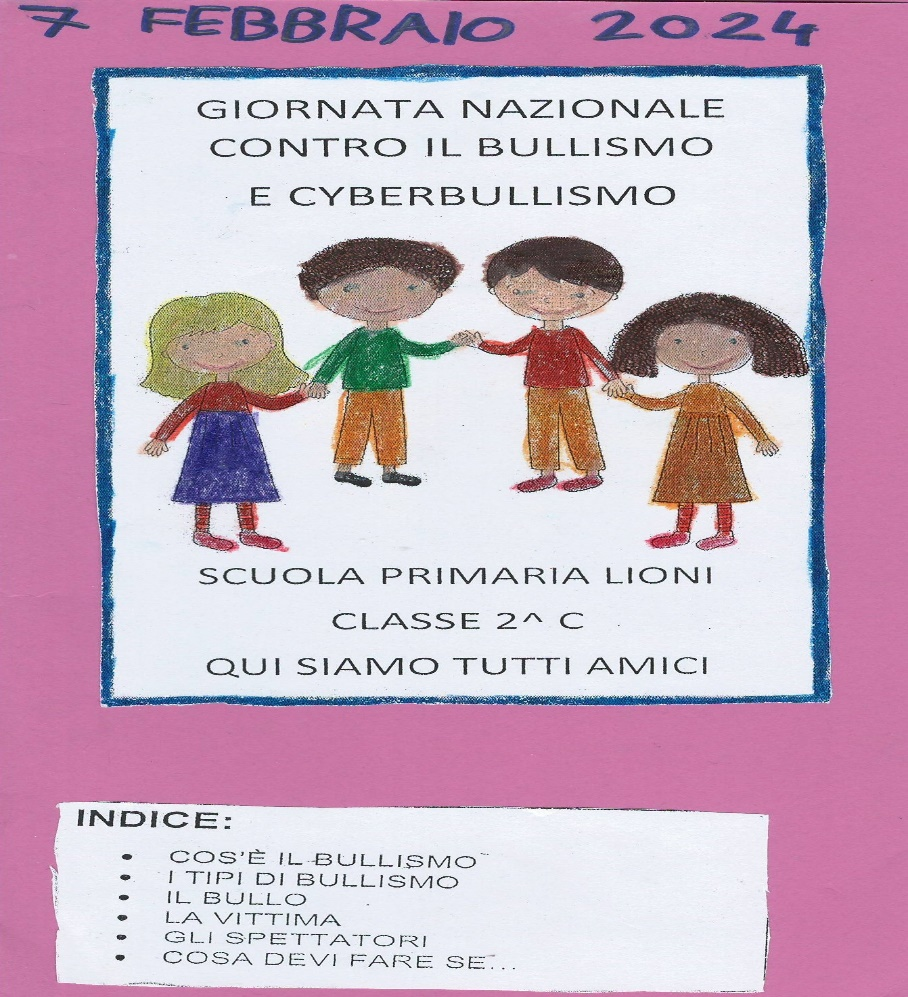 7 FEBBRAIO 2024
GIORNATA NAZIONALE
CONTRO IL BULLISMO
E CYBERBULLISMO
SCUOLA PRIMARIA LIONI
CLASSE 2^ C
QUI SIAMO TUTTI AMICI
INDICE:
• COS'È IL BULLISMO
• I TIPI DI BULLISMO
• IL BULLO
• LA VITTIMA
• GLI SPETTATORI
• COSA DEVI FARE SE...